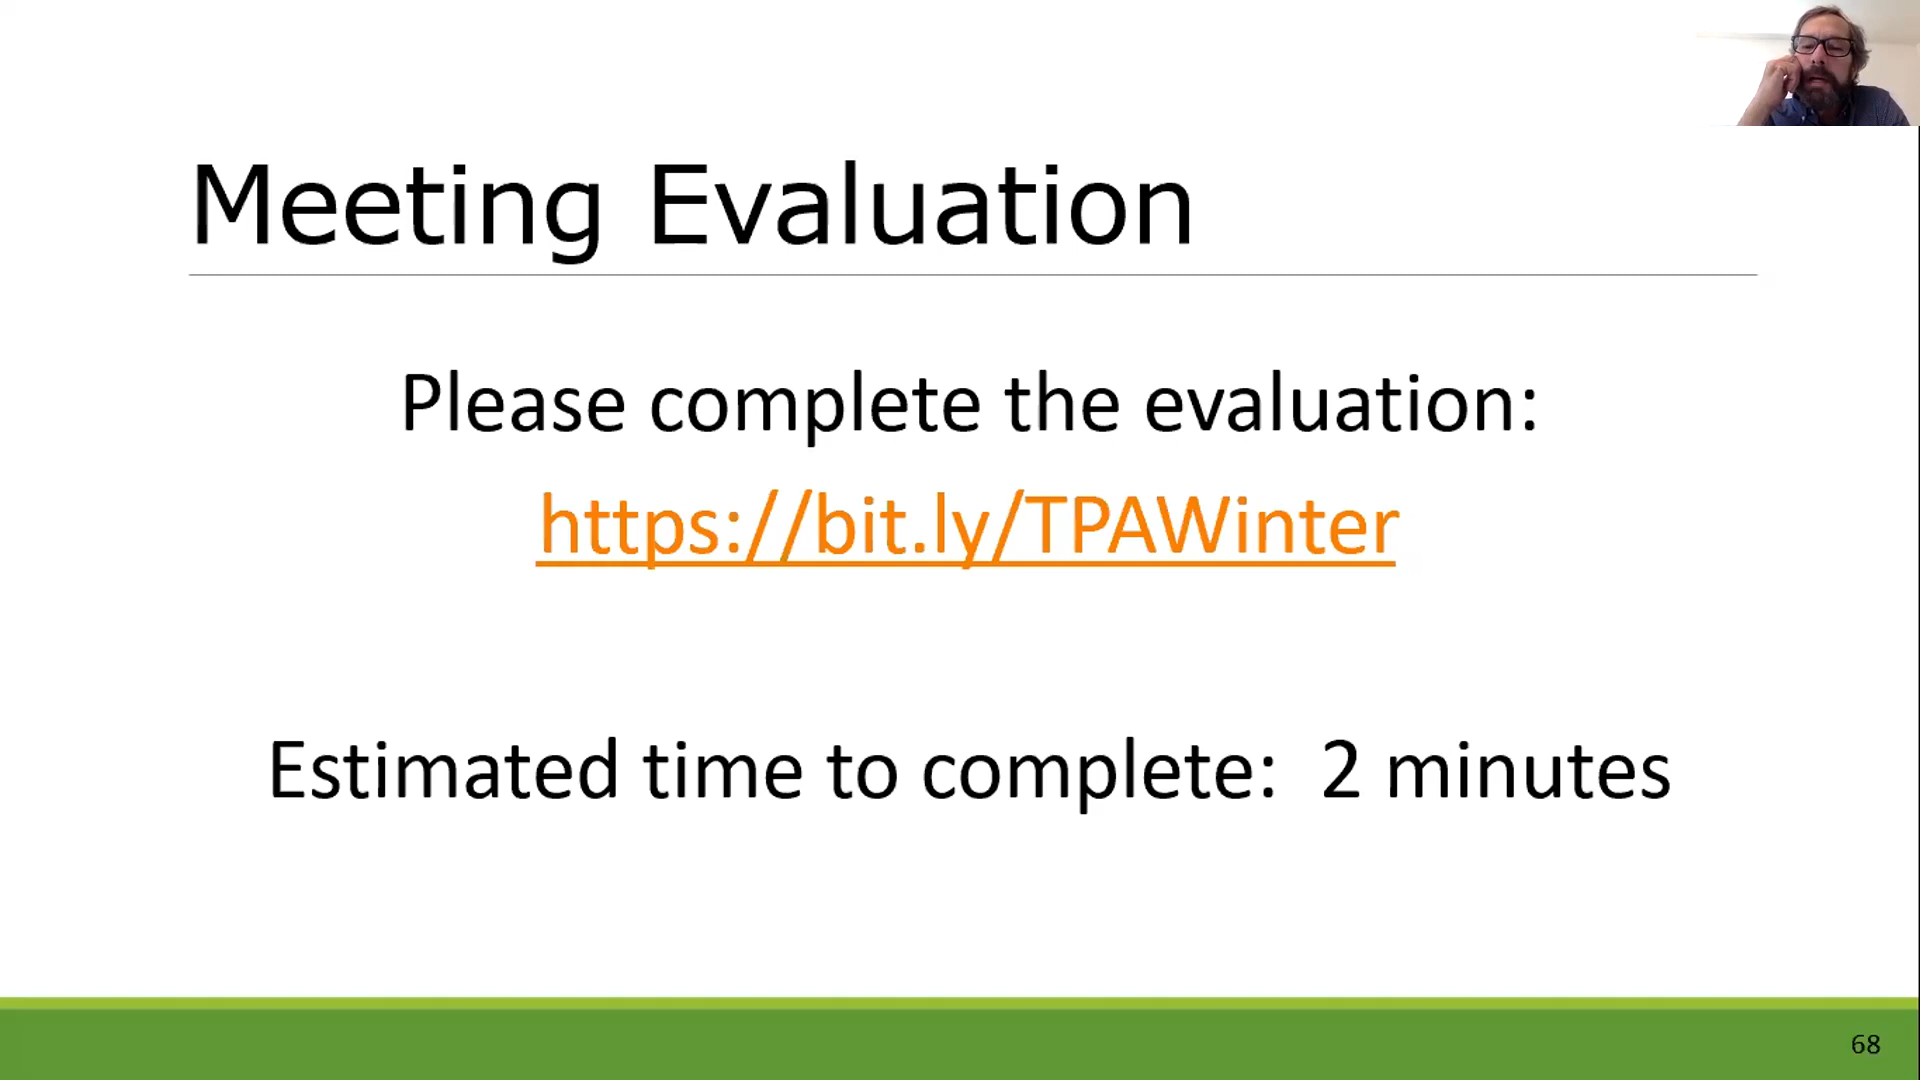 Meeting Evaluation
Please complete the evaluation:
https://bit.ly/TPAWinter
Estimated time to complete:  2 minutes
68